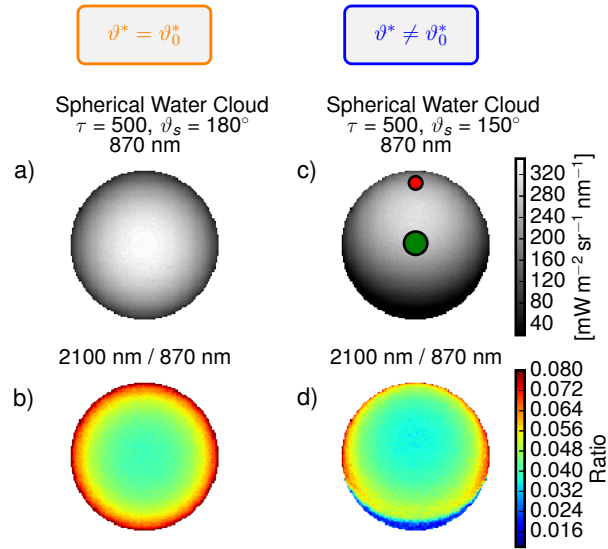 ϑ* = ϑ₀*
ϑ* ≠ ϑ₀*
Spherical Water Cloud
τ = 500, ϑₛ = 180°
870 nm
Spherical Water Cloud
τ = 500, ϑₛ = 150°
870 nm
a)
c)
320
280
240
200
160
120
80
40
[mW m⁻² sr⁻¹ nm⁻¹]
2100 nm / 870 nm
2100 nm / 870 nm
b)
d)
0.080
0.072
0.064
0.056
0.048
0.040
0.032
0.024
0.016
Ratio